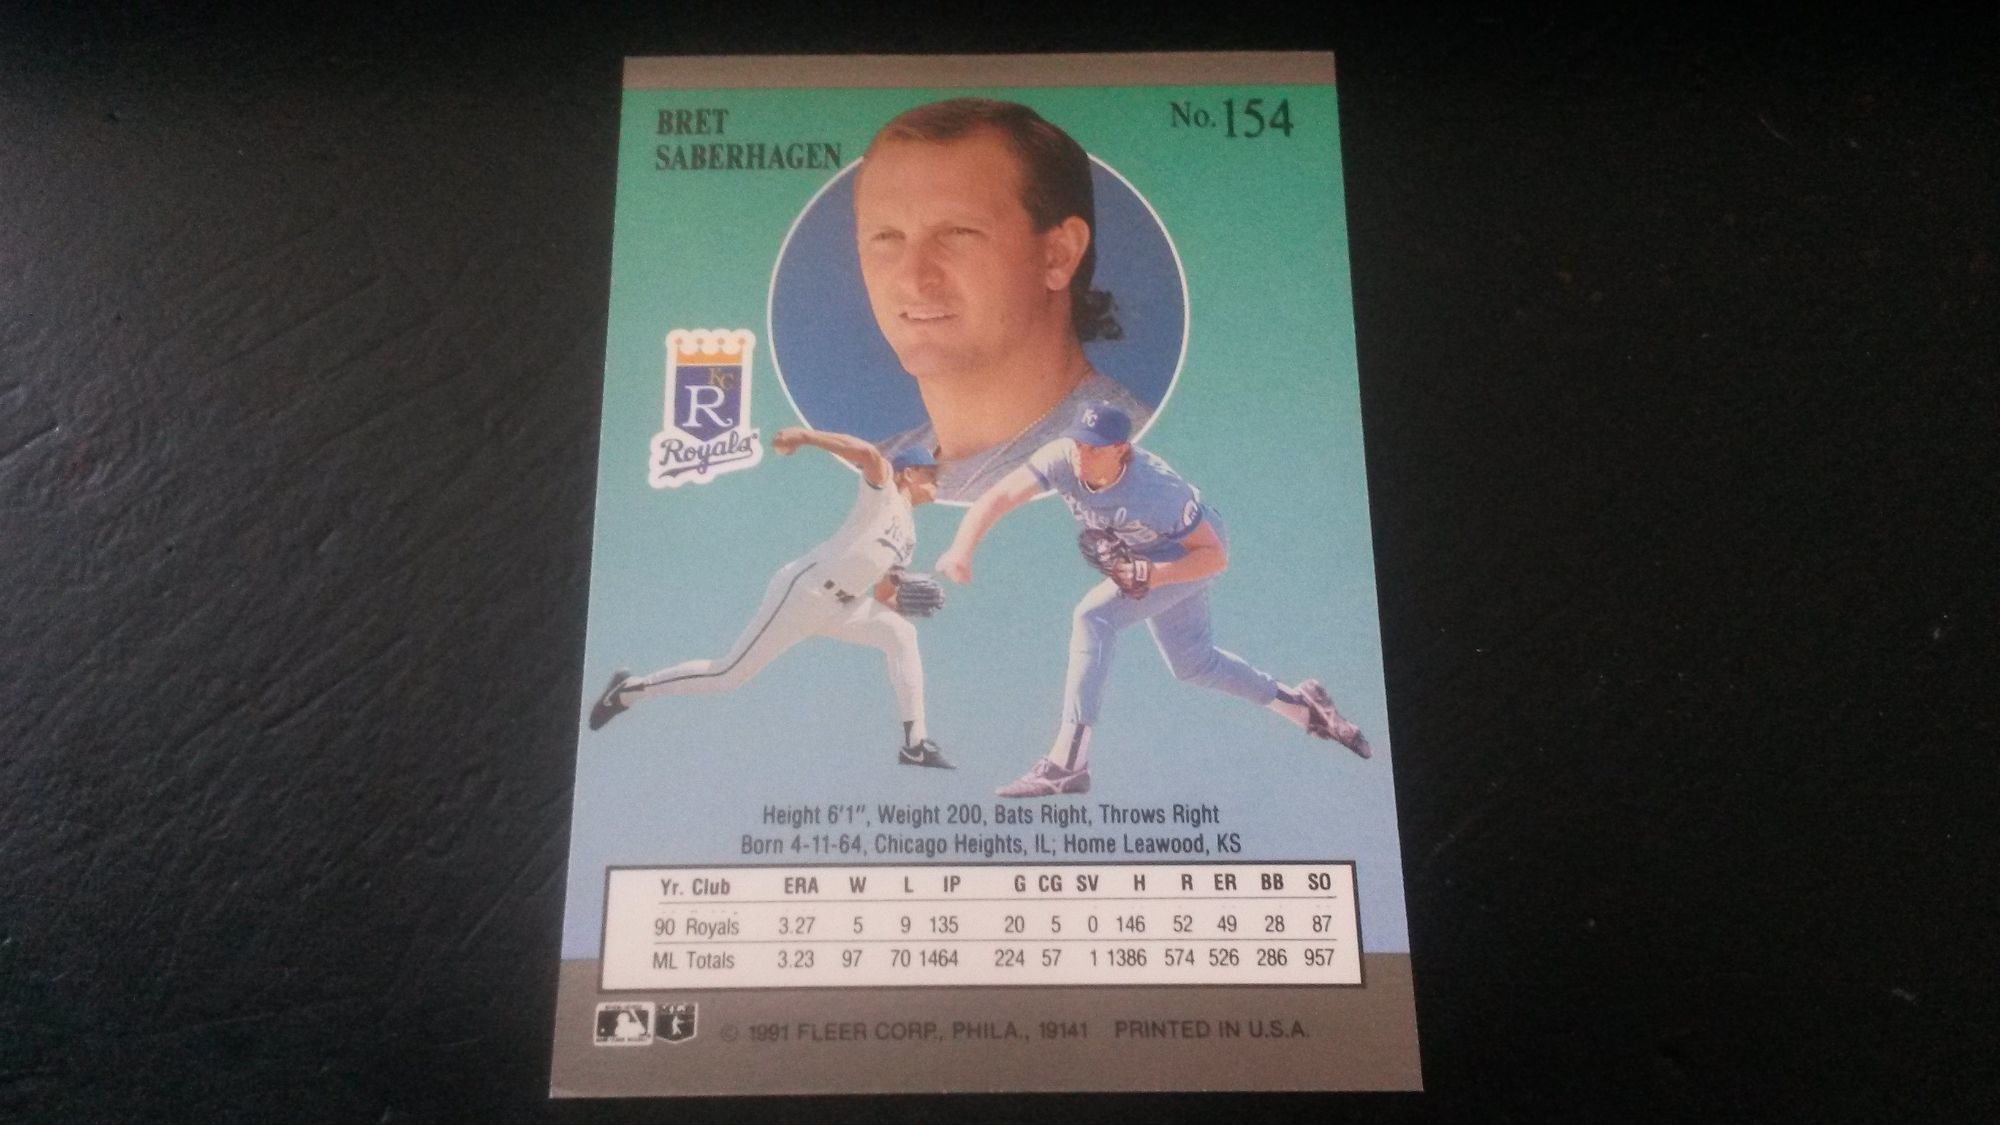 BRET
SABERHAGEN
No. 154
KC
R
Royals
KC
Height 6'1", Weight 200, Bats Right, Throws Right
Born 4-11-64, Chicago Heights, IL; Home Leawood, KS
Yr. Club ERA W L IP G CG SV H R ER BB SO
90 Royals 3.27 5 9 135 20 5 0 146 52 49 28 87
ML Totals 3.23 97 70 1464 224 57 1 1386 574 526 286 957
© 1991 FLEER CORP., PHILA., 19141 PRINTED IN U.S.A.